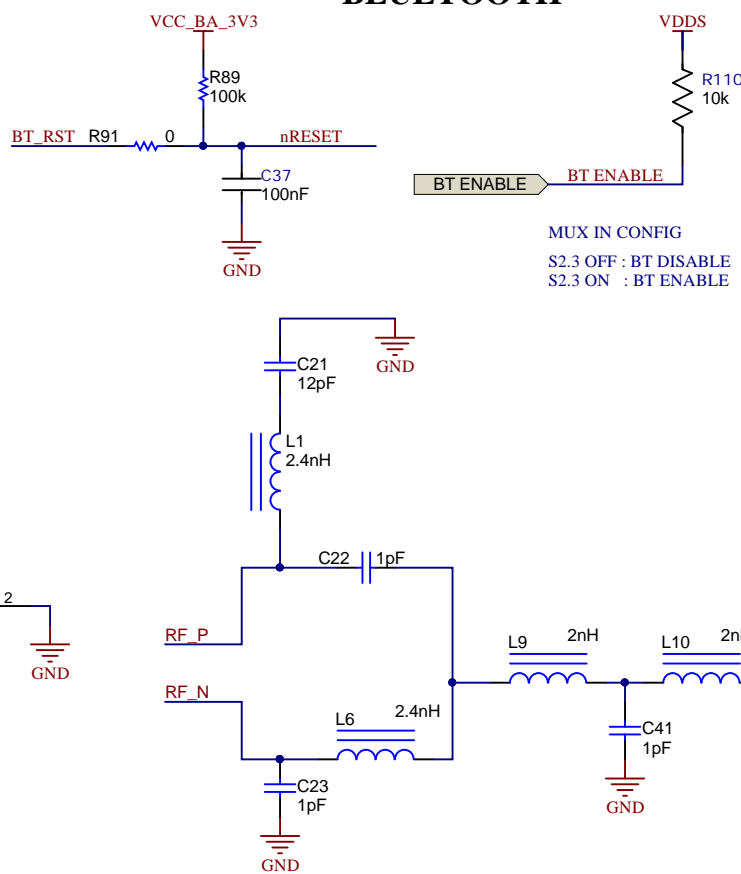 VCC_BA_3V3
VDDS
R89
100k
R110
10k
BT_RST
R91
0
nRESET
C37
100nF
GND
BT ENABLE
BT ENABLE
MUX IN CONFIG
S2.3 OFF : BT DISABLE
S2.3 ON : BT ENABLE
C21
12pF
GND
L1
2.4nH
C22
1pF
2
GND
RF_P
RF_N
L9
2nH
L10
L6
2.4nH
C41
1pF
GND
C23
1pF
GND